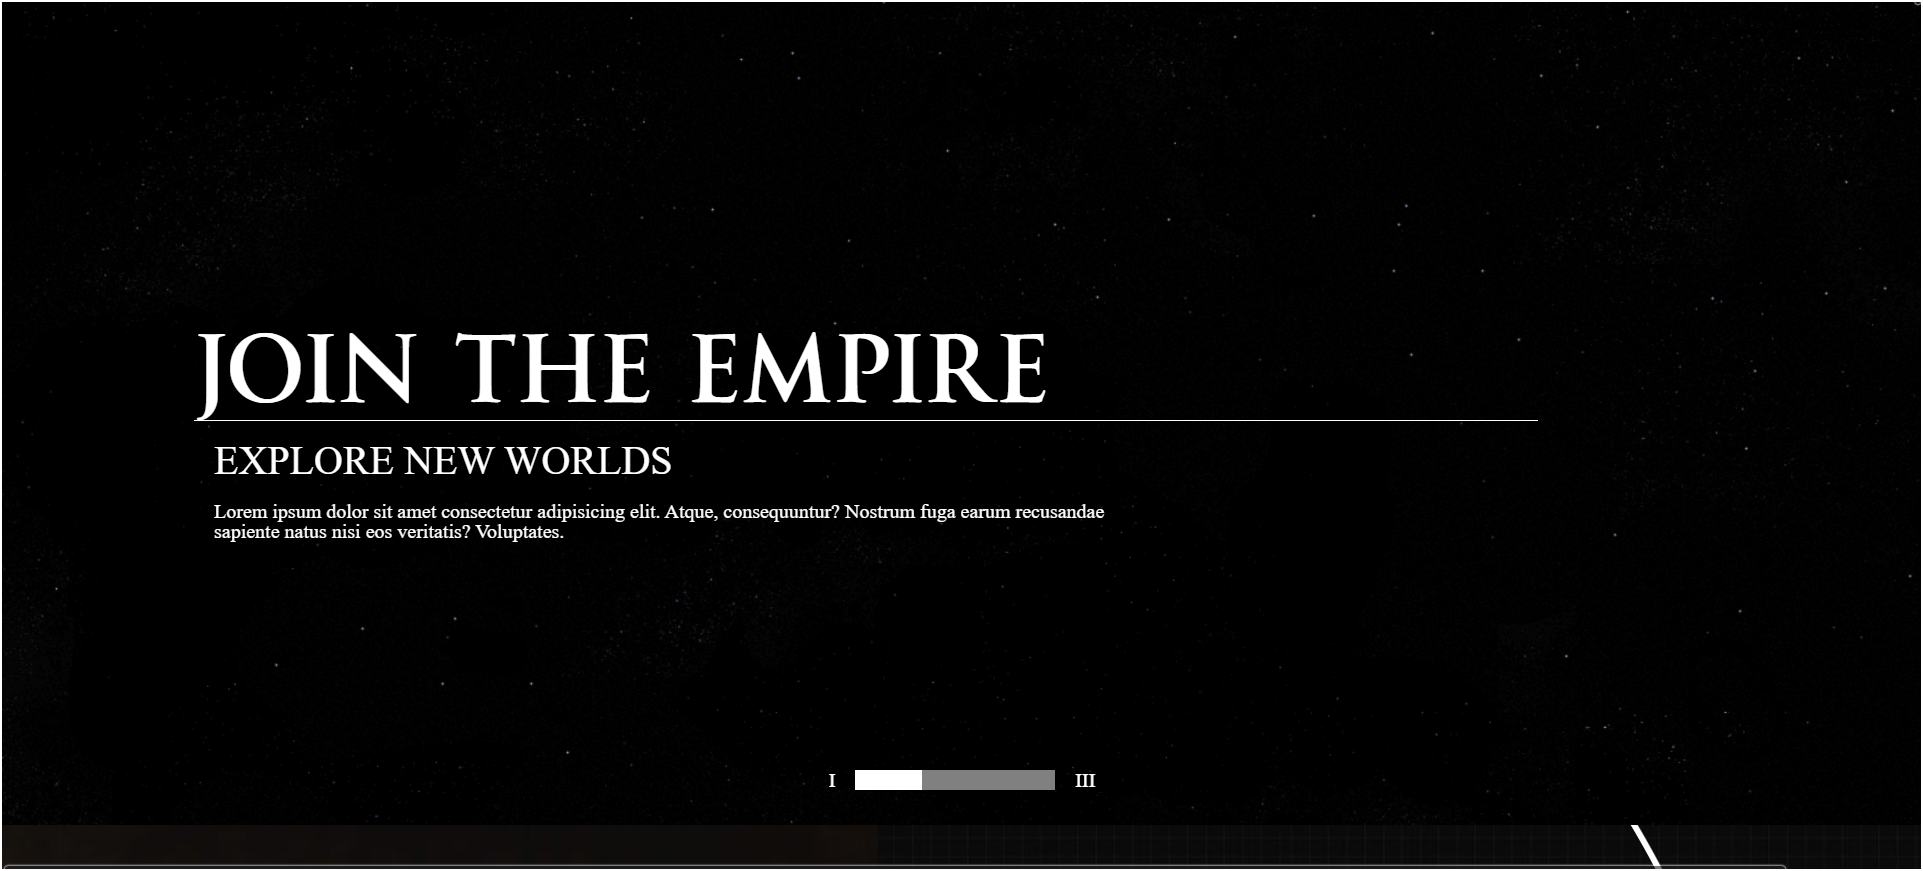 JOIN THE EMPIRE
EXPLORE NEW WORLDS
Lorem ipsum dolor sit amet consectetur adipisicing elit. Atque, consequuntur? Nostrum fuga earum recusandae
sapiente natus nisi eos veritatis? Voluptates.
I III